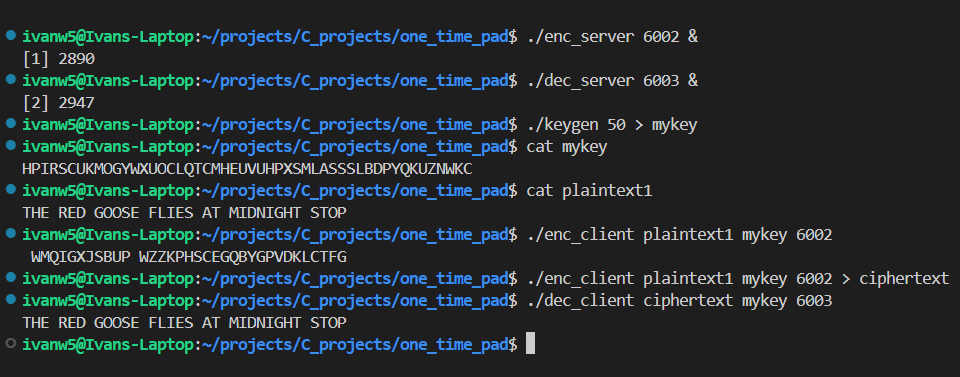 ivanw5@Ivans-Laptop:~/projects/C_projects/one_time_pad$ ./enc_server 6002 &
[1] 2890
ivanw5@Ivans-Laptop:~/projects/C_projects/one_time_pad$ ./dec_server 6003 &
[2] 2947
ivanw5@Ivans-Laptop:~/projects/C_projects/one_time_pad$ ./keygen 50 > mykey
ivanw5@Ivans-Laptop:~/projects/C_projects/one_time_pad$ cat mykey
HPIRSCUKMOGYWXUOCLQTCMHEUVUHPXSMLASSSLBDPYQKUZNWKC
ivanw5@Ivans-Laptop:~/projects/C_projects/one_time_pad$ cat plaintext1
THE RED GOOSE FLIES AT MIDNIGHT STOP
ivanw5@Ivans-Laptop:~/projects/C_projects/one_time_pad$ ./enc_client plaintext1 mykey 6002
 WMQIGXJSBUP WZZKPHSCEGQBYGPVDKLCTFG
ivanw5@Ivans-Laptop:~/projects/C_projects/one_time_pad$ ./enc_client plaintext1 mykey 6002 > ciphertext
ivanw5@Ivans-Laptop:~/projects/C_projects/one_time_pad$ ./dec_client ciphertext mykey 6003
THE RED GOOSE FLIES AT MIDNIGHT STOP
ivanw5@Ivans-Laptop:~/projects/C_projects/one_time_pad$